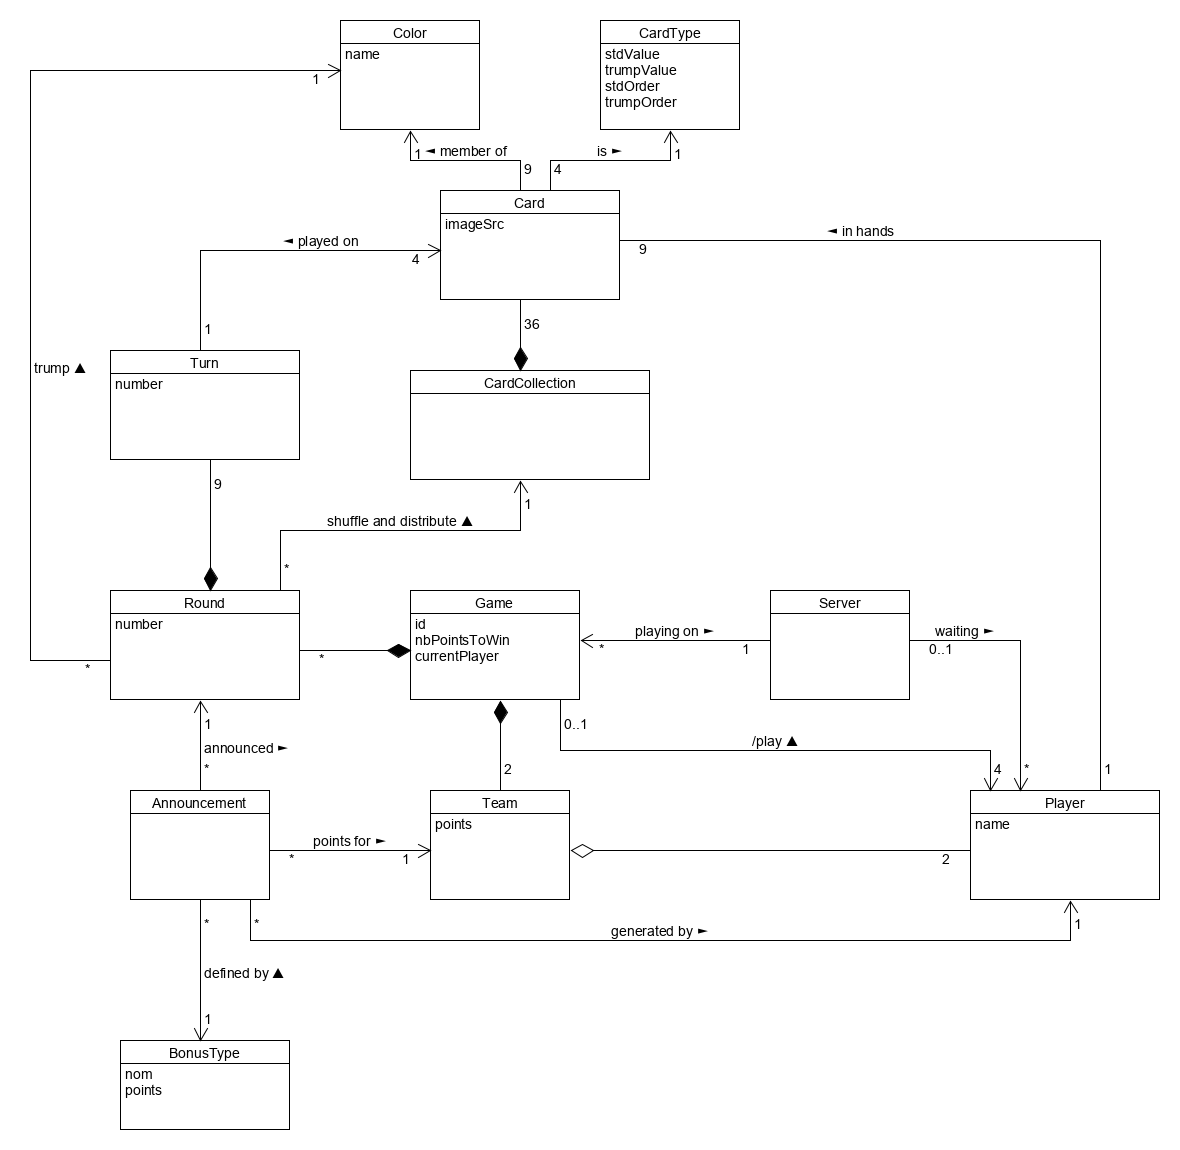 Color
name
CardType
stdValue
trumpValue
stdOrder
trumpOrder
1
1
◄ member of
is ►
1
9
4
Card
imageSrc
◄ played on
4
◄ in hands
9
1
36
trump ▲
Turn
number
CardCollection
9
1
shuffle and distribute ▲
*
Round
number
*
*
Game
id
nbPointsToWin
currentPlayer
playing on ►
*
1
Server
waiting ►
0..1
1
announced ►
*
0..1
/play ▲
2
4
*
1
Announcement
Team
points
Player
name
points for ►
*
1
2
*
*
generated by ►
1
defined by ▲
1
BonusType
nom
points